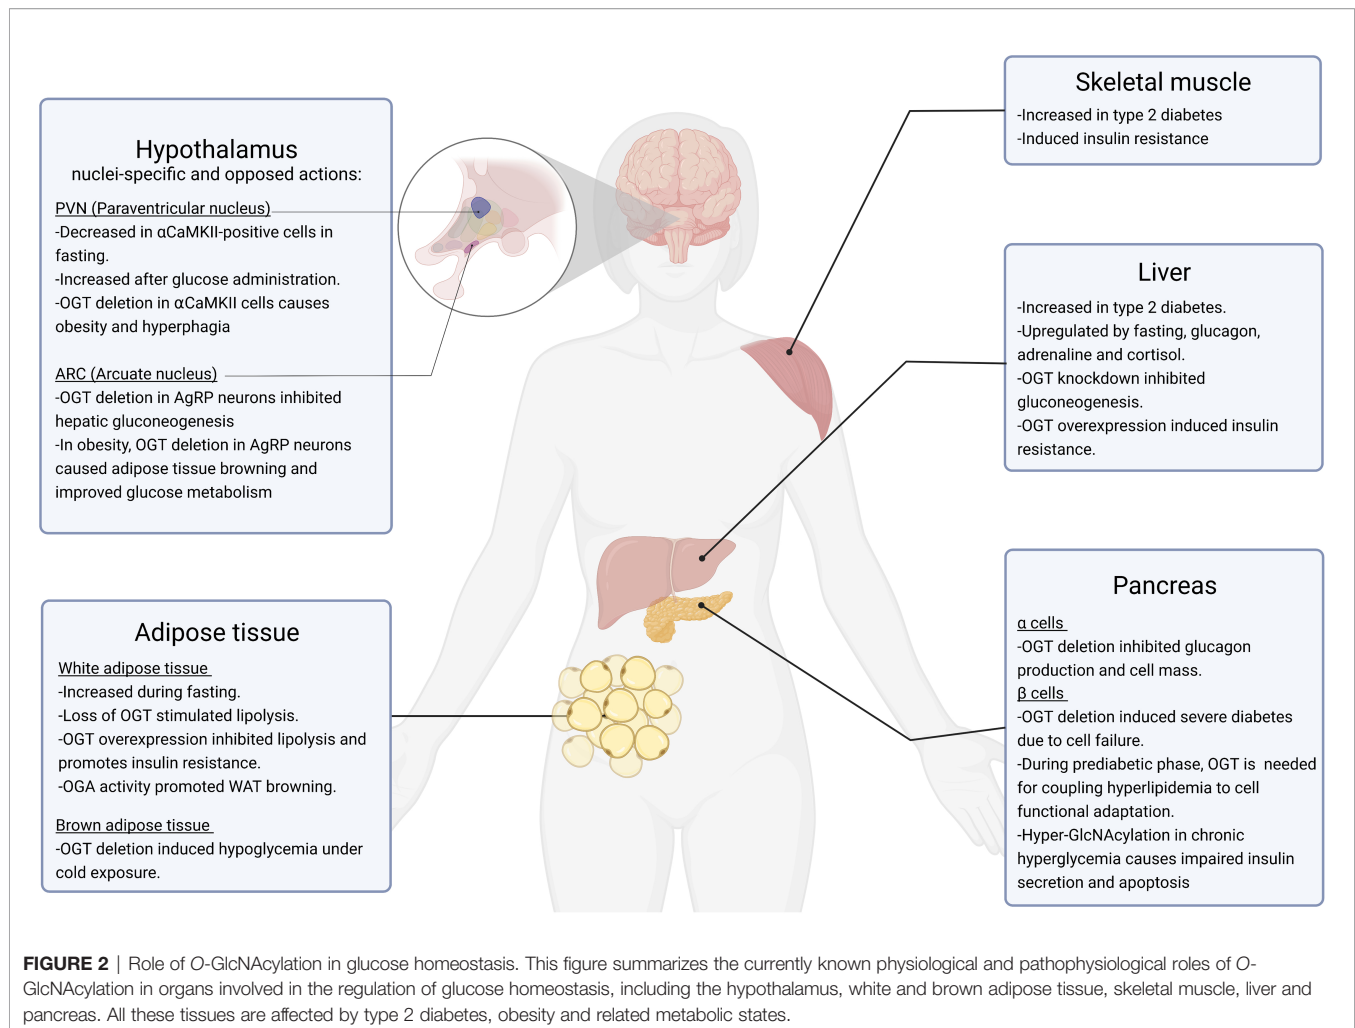 Hypothalamus
nuclei-specific and opposed actions:
PVN (Paraventricular nucleus)
-Decreased in αCaMKII-positive cells in
fasting.
-Increased after glucose administration.
-OGT deletion in αCaMKII cells causes
obesity and hyperphagia
ARC (Arcuate nucleus)
-OGT deletion in AgRP neurons inhibited
hepatic gluconeogenesis
-In obesity, OGT deletion in AgRP neurons
caused adipose tissue browning and
improved glucose metabolism
Adipose tissue
White adipose tissue
-Increased during fasting.
-Loss of OGT stimulated lipolysis.
-OGT overexpression inhibited lipolysis and
promotes insulin resistance.
-OGA activity promoted WAT browning.
Brown adipose tissue
-OGT deletion induced hypoglycemia under
cold exposure.
Skeletal muscle
-Increased in type 2 diabetes
-Induced insulin resistance
Liver
-Increased in type 2 diabetes.
-Upregulated by fasting, glucagon,
adrenaline and cortisol.
-OGT knockdown inhibited
gluconeogenesis.
-OGT overexpression induced insulin
resistance.
Pancreas
α cells
-OGT deletion inhibited glucagon
production and cell mass.
β cells
-OGT deletion induced severe diabetes
due to cell failure.
-During prediabetic phase, OGT is needed
for coupling hyperlipidemia to cell
functional adaptation.
-Hyper-GlcNAcylation in chronic
hyperglycemia causes impaired insulin
secretion and apoptosis
FIGURE 2 | Role of O-GlcNAcylation in glucose homeostasis. This figure summarizes the currently known physiological and pathophysiological roles of O-
GlcNAcylation in organs involved in the regulation of glucose homeostasis, including the hypothalamus, white and brown adipose tissue, skeletal muscle, liver and
pancreas. All these tissues are affected by type 2 diabetes, obesity and related metabolic states.